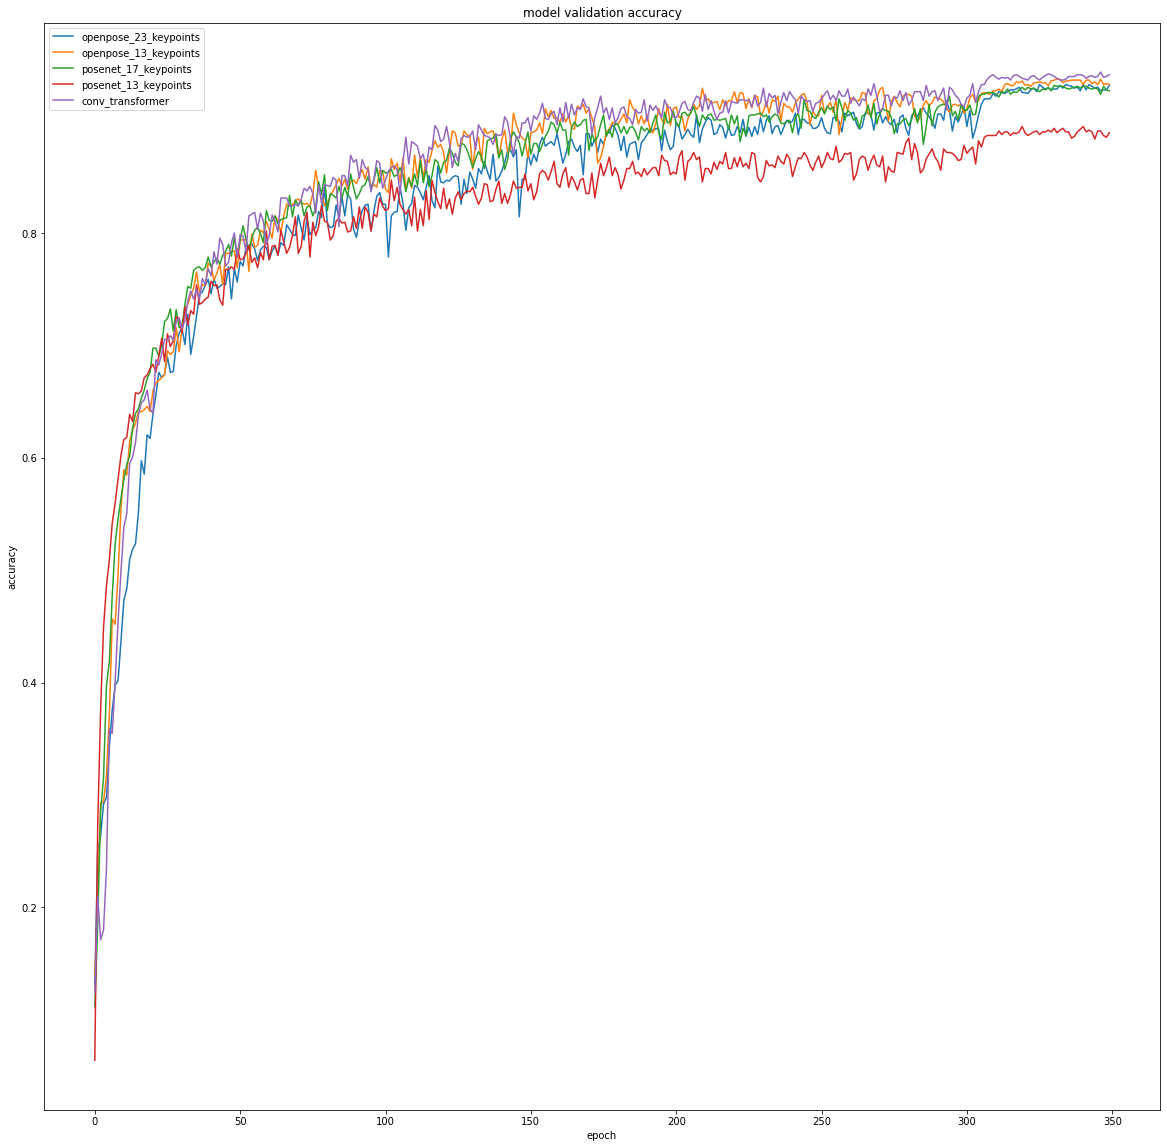 model validation accuracy
openpose_23_keypoints
openpose_13_keypoints
posenet_17_keypoints
posenet_13_keypoints
conv_transformer
accuracy
0.8
0.6
0.4
0.2
0 50 100 150 200 250 300 350
epoch